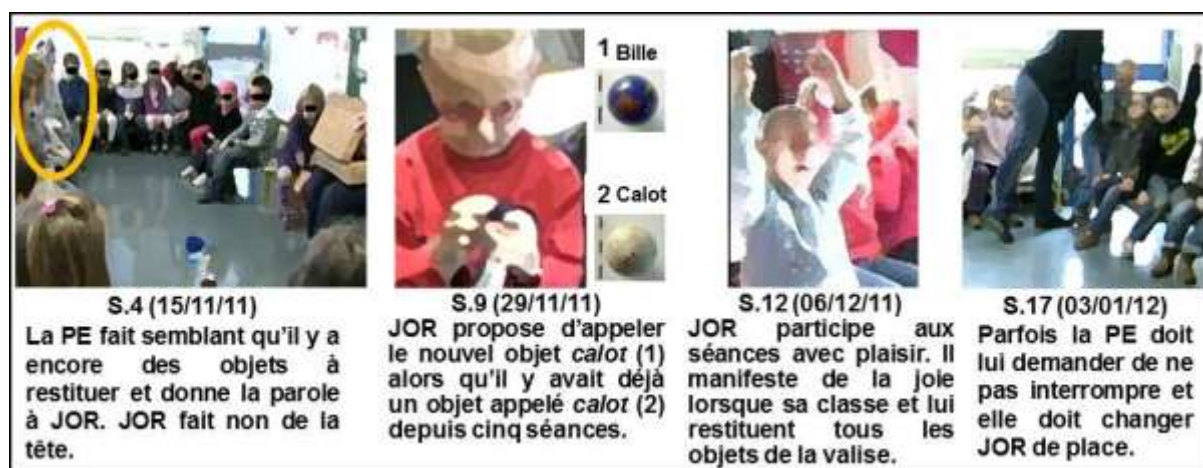 1 Bille
2 Calot
S.4 (15/11/11)
La PE fait semblant qu'il y a
encore des objets à
restituer et donne la parole
à JOR. JOR fait non de la
tête.
S.9 (29/11/11)
JOR propose d'appeler
le nouvel objet calot (1)
alors qu'il y avait déjà
un objet appelé calot (2)
depuis cinq séances.
S.12 (06/12/11)
JOR participe aux
séances avec plaisir. Il
manifeste de la joie
lorsque sa classe et lui
restituent tous les
objets de la valise.
S.17 (03/01/12)
Parfois la PE doit
lui demander de ne
pas interrompre et
elle doit changer
JOR de place.